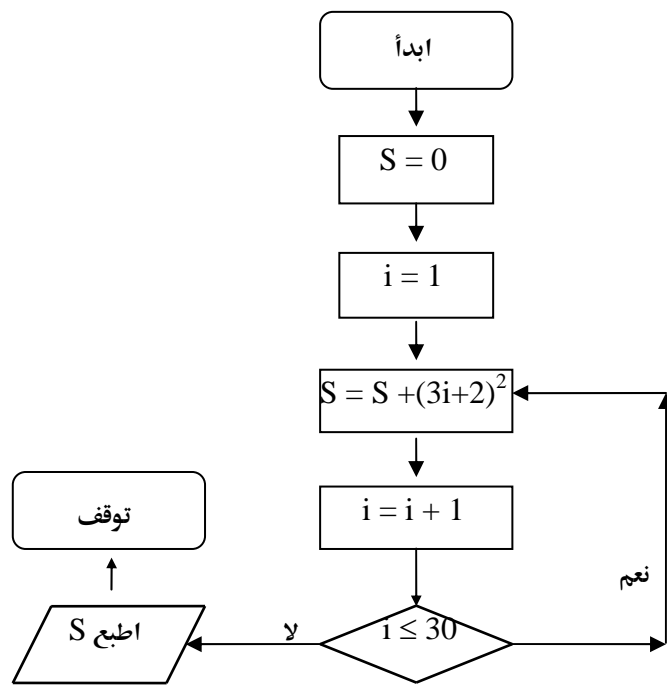 ابدأ
S = 0
i = 1
S = S +(3i+2)²
i = i + 1
توقف
نعم
i ≤ 30
لا
اطبع S